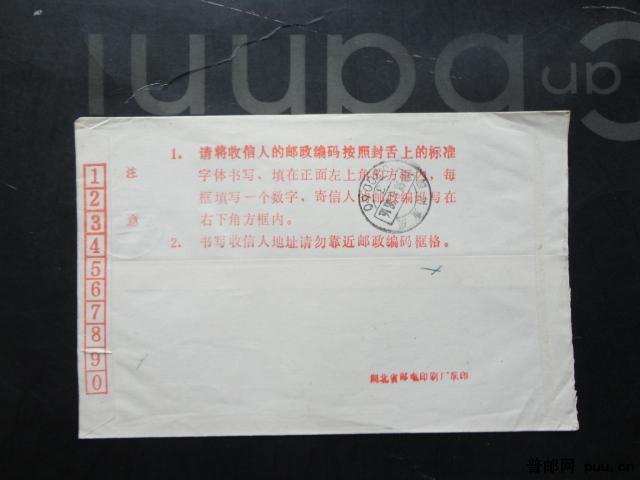 1. 请将收信人的邮政编码按照封舌上的标准
字体书写、填在正面左上角的方框内，每
框填写一个数字，寄信人的邮政编码写在
右下角方框内。
2. 书写收信人地址请勿靠近邮政编码框格。
注
意
1
2
3
4
5
6
7
8
9
0
湖北省邮电印刷厂承印
普邮网 puu.cn